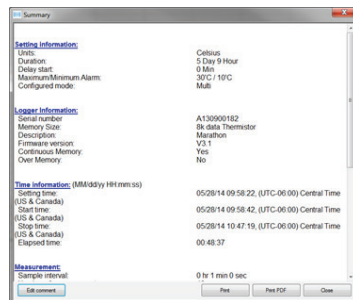 Summary
Setting information:
Units: Celsius
Duration: 5 Day 9 Hour
Delay start: 0 Min
Maximum/Minimum Alarm: 30'C / 10'C
Configured mode: Multi
Logger Information:
Serial number A130900182
Memory Size: 8k data Thermistor
Description: Marathon
Firmware version: V3.1
Continuous Memory: Yes
Over Memory: No
Time information: (MM/dd/yy HH:mm:ss)
Setting time: 05/28/14 09:58:22, (UTC-06:00) Central Time
(US & Canada)
Start time: 05/28/14 09:58:42, (UTC-06:00) Central Time
(US & Canada)
Stop time: 05/28/14 10:47:19, (UTC-06:00) Central Time
(US & Canada)
Elapsed time: 00:48:37
Measurement:
Sample interval: 0 hr 1 min 0 sec
Edit comment Print Print PDF Close